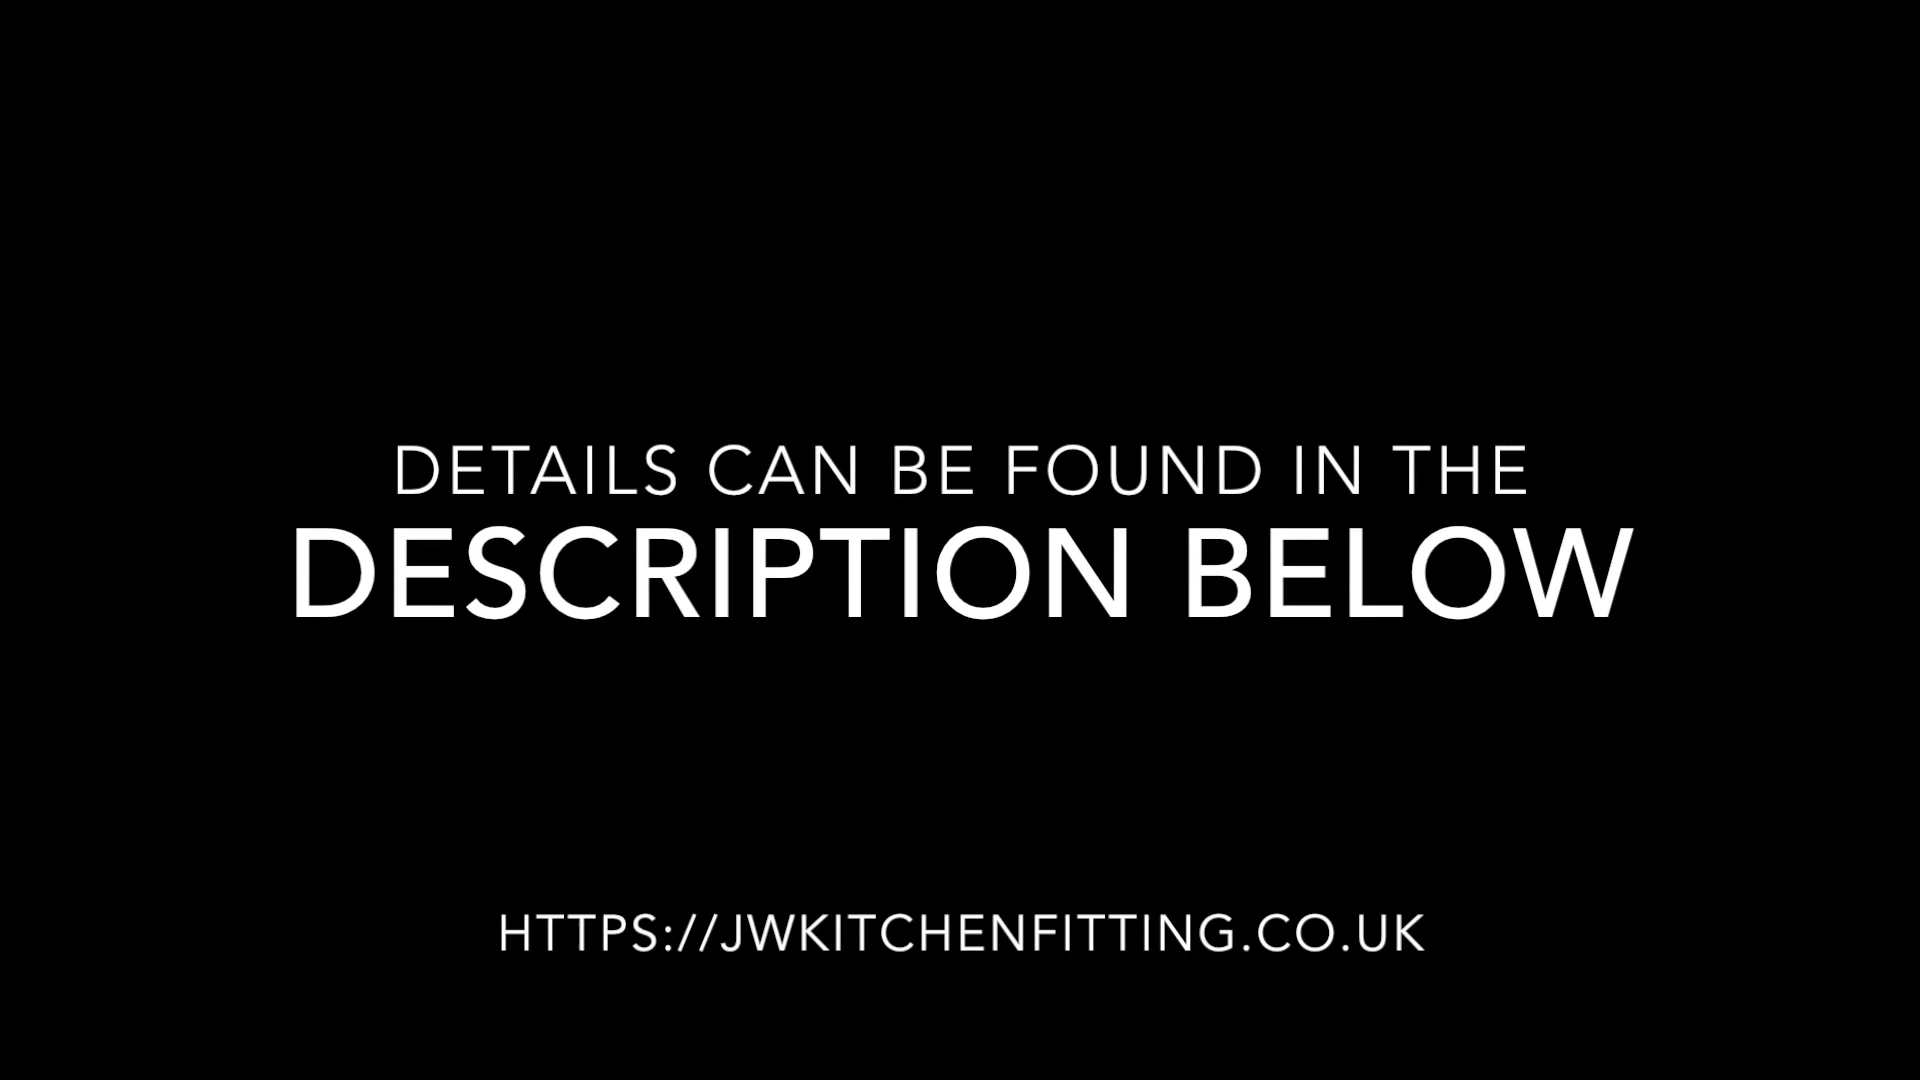 DETAILS CAN BE FOUND IN THE
DESCRIPTION BELOW
HTTPS://JWKITCHENFITTING.CO.UK